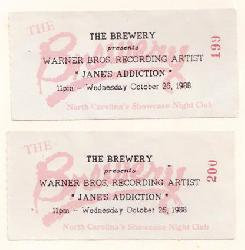 THE
Brewery
THE BREWERY
presents
WARNER BROS. RECORDING ARTIST
"JANE'S ADDICTION"
11pm - Wednesday October 26, 1988
North Carolina's Showcase Night Club
199
THE
Brewery
THE BREWERY
presents
WARNER BROS. RECORDING ARTIST
"JANE'S ADDICTION"
11pm - Wednesday October 26, 1988
North Carolina's Showcase Night Club
200